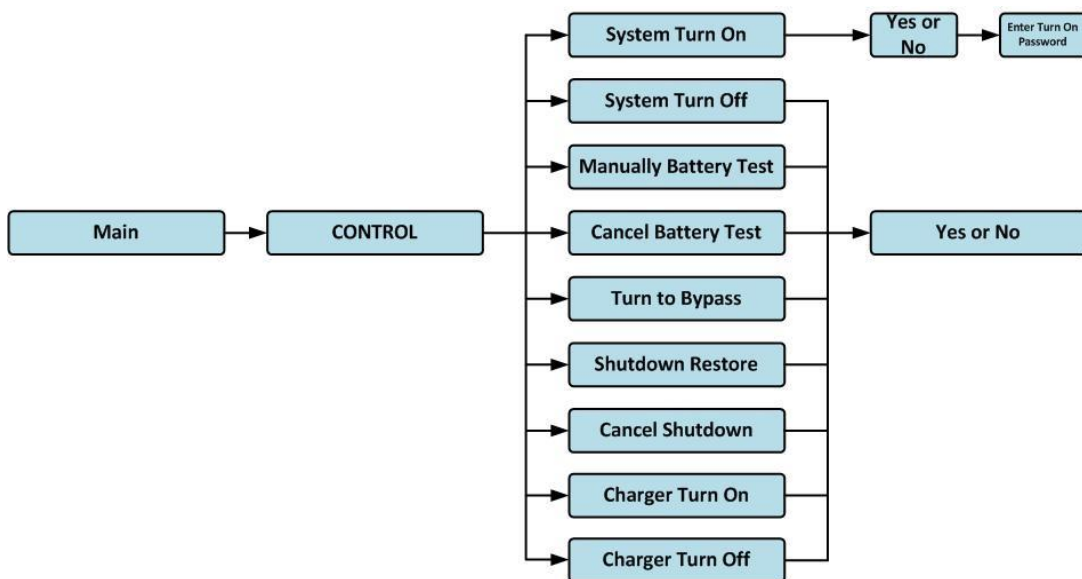 System Turn On
Yes or
No
Enter Turn On
Password
System Turn Off
Manually Battery Test
Main
CONTROL
Cancel Battery Test
Yes or No
Turn to Bypass
Shutdown Restore
Cancel Shutdown
Charger Turn On
Charger Turn Off